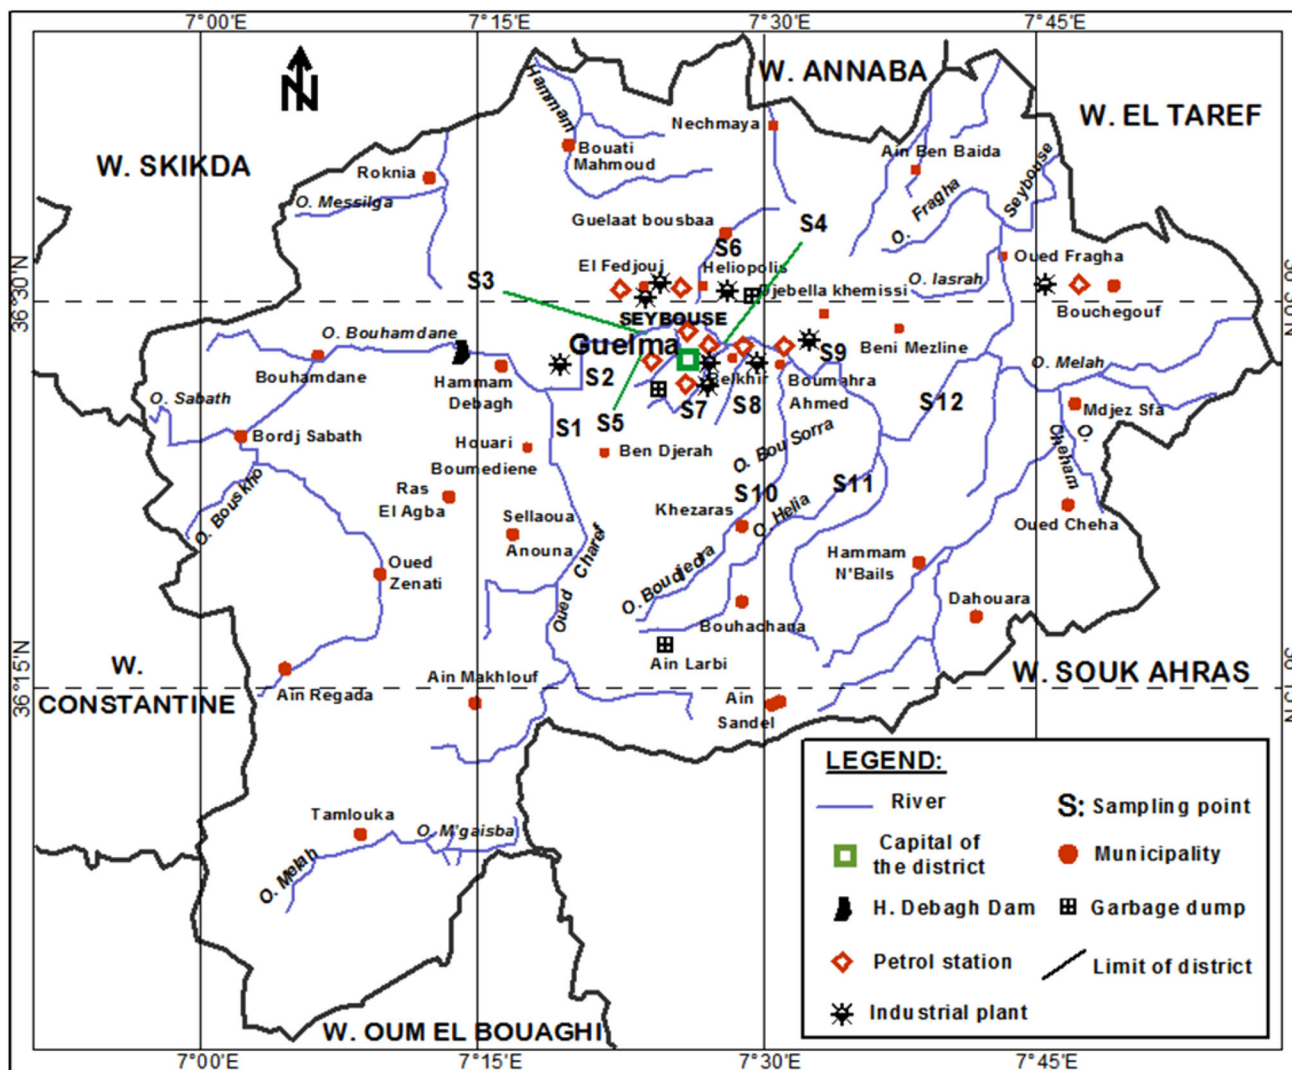 7°00'E
7°15'E
7°30'E
7°45'E
N
W. ANNABA
W. EL TAREF
W. SKIKDA
Hammam
Bouati
Mahmoud
Nechmaya
Ain Ben Baida
Seybouse
Roknia
O. Messilga
Guelaat bousbaa
S4
O. Fragha
S6
S3
El Fedjouj
Heliopolis
Oued Fragha
O. Iasrah
Djebella khemissi
36°30'N
36°30'N
Bouchegouf
SEYBOUSE
O. Bouhamdane
Guelma
Beni Mezline
S9
O. Melah
Bouhamdane
Hammam
Debagh
S2
Belkhir
Boumahra
Ahmed
O. Sabath
S7
S8
S12
Mdjez Sfa
S5
S1
Bordj Sabath
Houari
Boumediene
Ben Djerah
O. Bou Sorra
O.
Cheham
O. Bouskho
Ras
El Agba
S10
S11
Khezaras
O. Helia
Sellaoua
Anouna
Oued Cheha
Oued Charef
Oued
Zenati
Hammam
N'Bails
O. Boudjedra
Dahouara
Bouhachana
W.
CONSTANTINE
Ain Larbi
W. SOUK AHRAS
36°15'N
Ain Regada
Ain Makhlouf
Ain
Sandel
Tamlouka
O. M'gaisba
O. Melah
W. OUM EL BOUAGHI
LEGEND:
River
S: Sampling point
Capital of
the district
Municipality
H. Debagh Dam
Garbage dump
Petrol station
Limit of district
Industrial plant
7°00'E
7°15'E
7°30'E
7°45'E